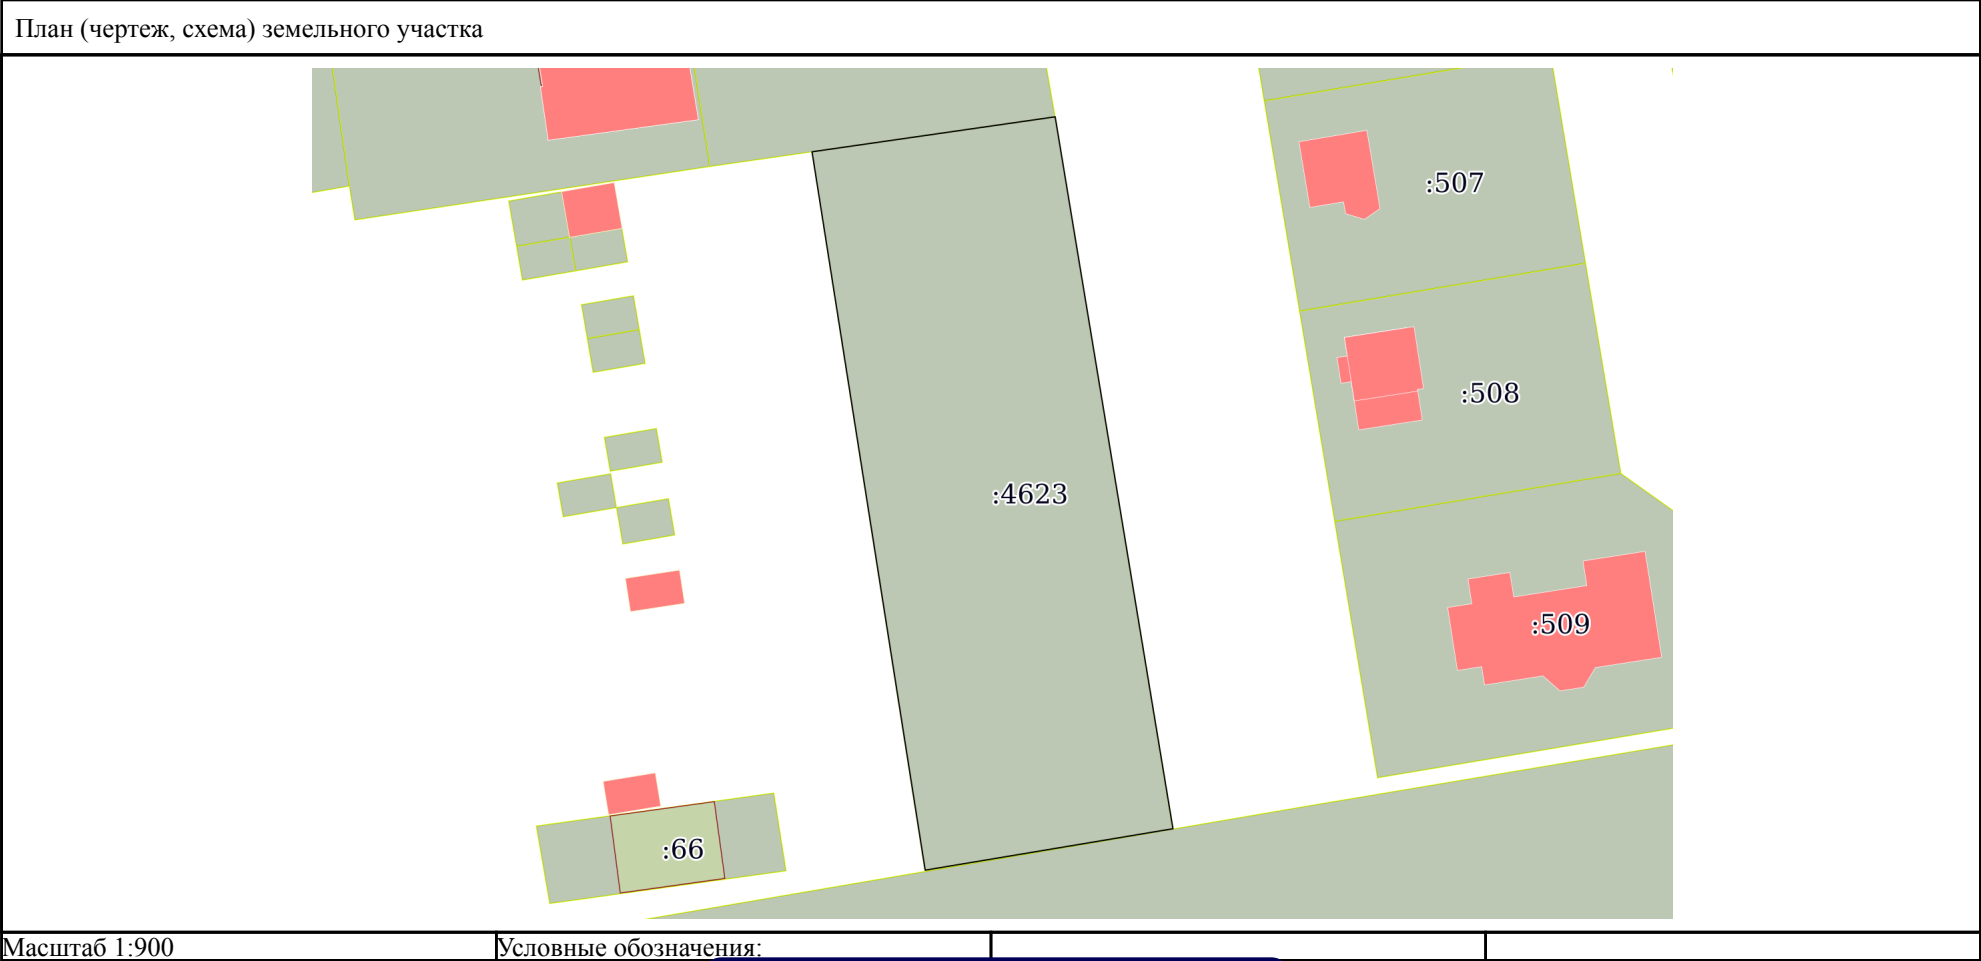 План (чертеж, схема) земельного участка
:507
:508
:4623
:509
:66
Масштаб 1:900
Условные обозначения: